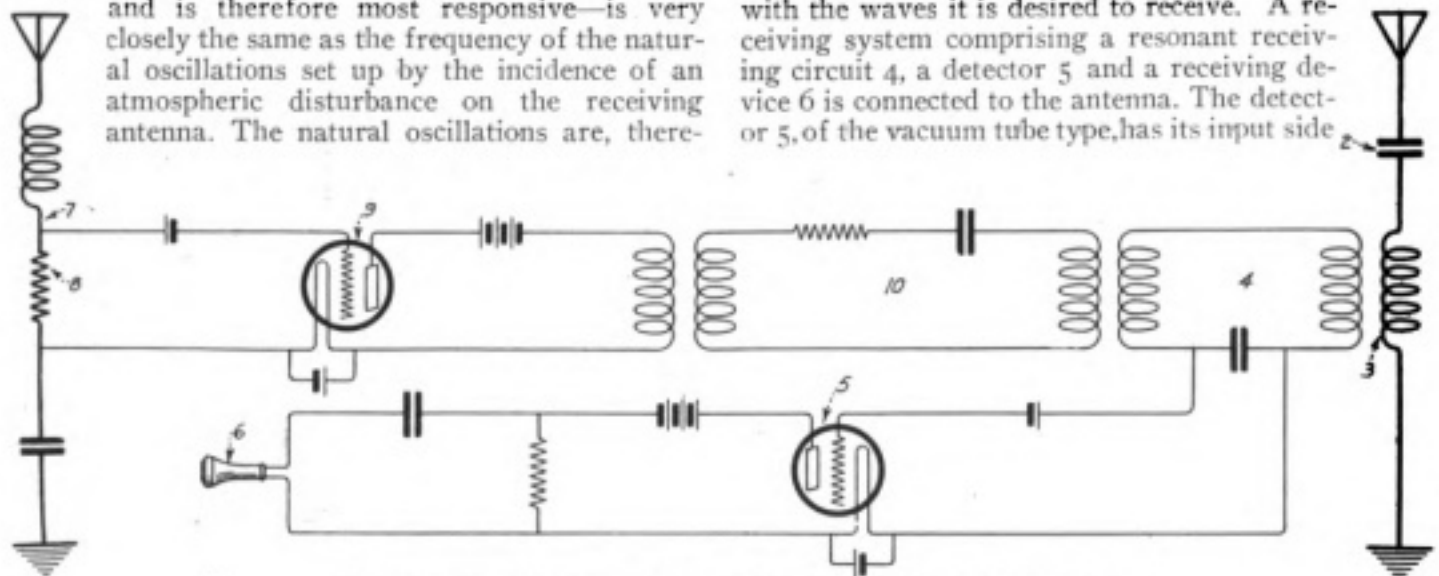 and is therefore most responsive—is very
closely the same as the frequency of the natur-
al oscillations set up by the incidence of an
atmospheric disturbance on the receiving
antenna. The natural oscillations are, there-
with the waves it is desired to receive. A re-
ceiving system comprising a resonant receiv-
ing circuit 4, a detector 5 and a receiving de-
vice 6 is connected to the antenna. The detect-
or 5, of the vacuum tube type, has its input side
2
7
9
8
10
4
3
5
6